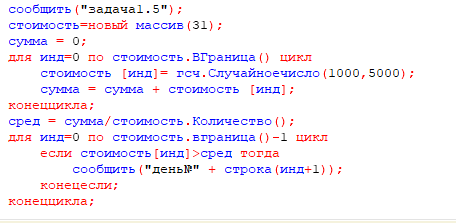 сообщить("задача1.5");
стоимость=новый массив(31);
сумма = 0;
для инд=0 по стоимость.ВГраница() цикл
стоимость [инд]= гсч.Случайноечисло(1000,5000);
сумма = сумма + стоимость [инд];
конеццикла;
сред = сумма/стоимость.Количество();
для инд=0 по стоимость.вграница()-1 цикл
если стоимость[инд]>сред тогда
сообщить("день№" + строка(инд+1));
конецесли;
конеццикла;